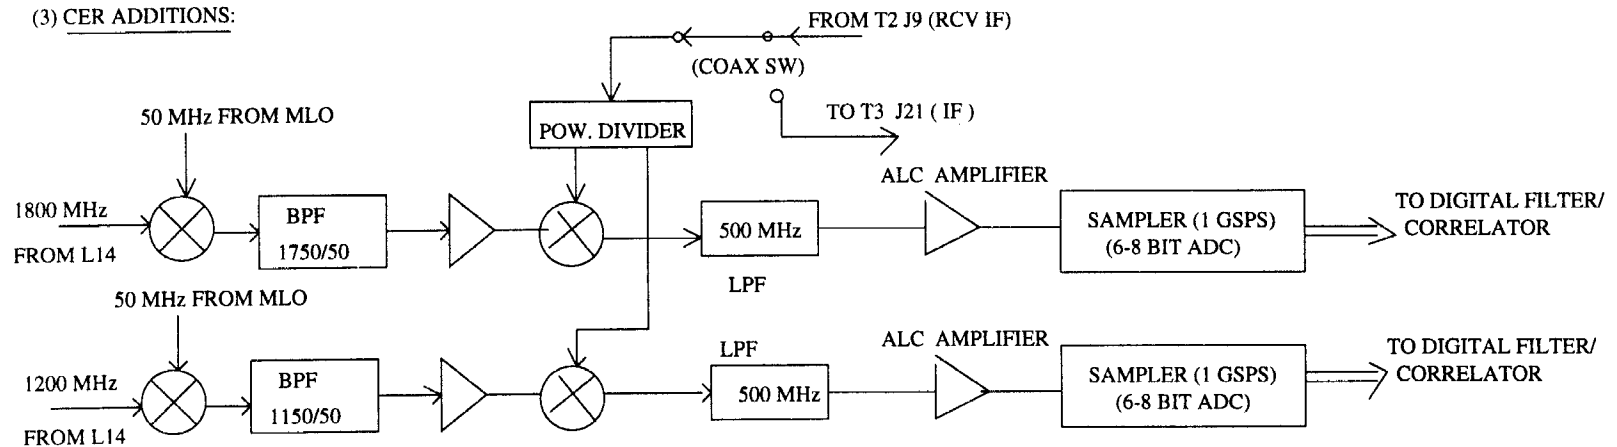 (3) CER ADDITIONS:
FROM T2 J9 (RCV IF)
(COAX SW)
TO T3 J21 ( IF )
50 MHz FROM MLO
POW. DIVIDER
ALC AMPLIFIER
1800 MHz
FROM L14
BPF
1750/50
500 MHz
LPF
SAMPLER (1 GSPS)
(6-8 BIT ADC)
TO DIGITAL FILTER/
CORRELATOR
50 MHz FROM MLO
1200 MHz
FROM L14
BPF
1150/50
LPF
500 MHz
ALC AMPLIFIER
SAMPLER (1 GSPS)
(6-8 BIT ADC)
TO DIGITAL FILTER/
CORRELATOR